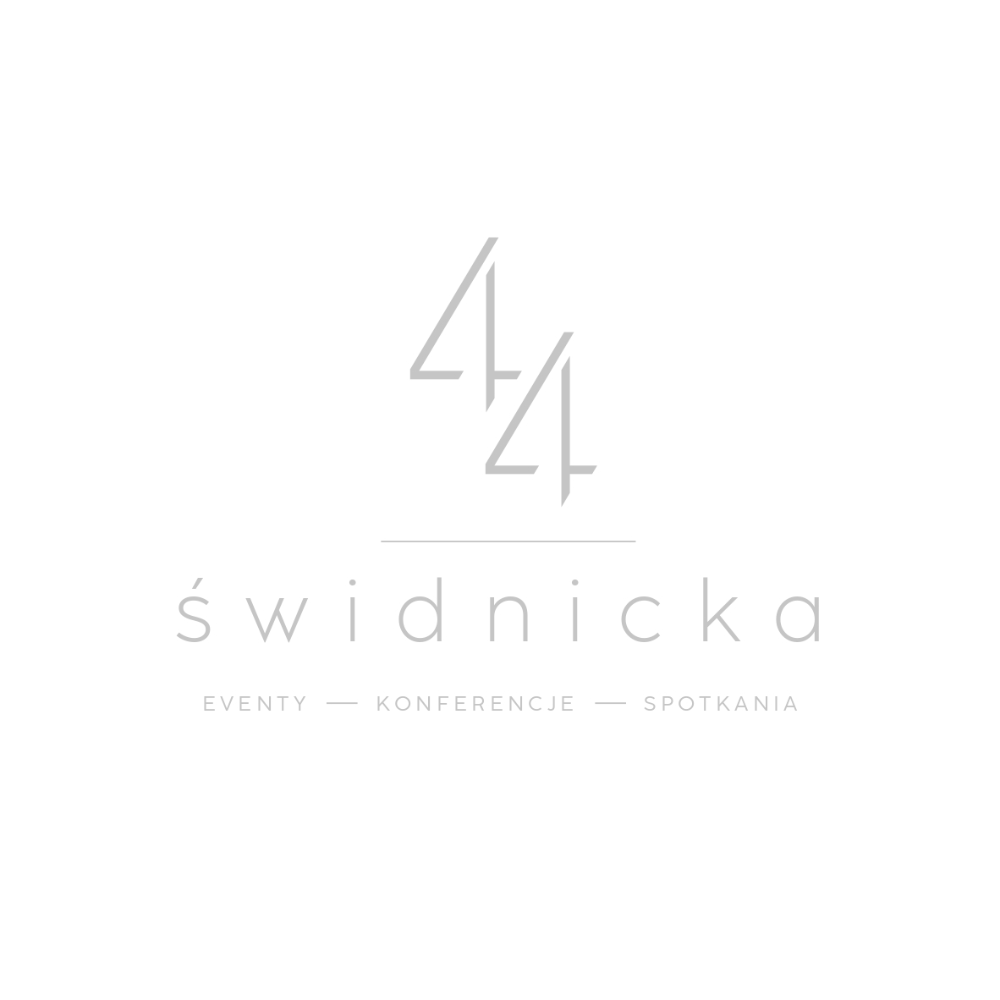 44
świdnicka
EVENTY — KONFERENCJE — SPOTKANIA